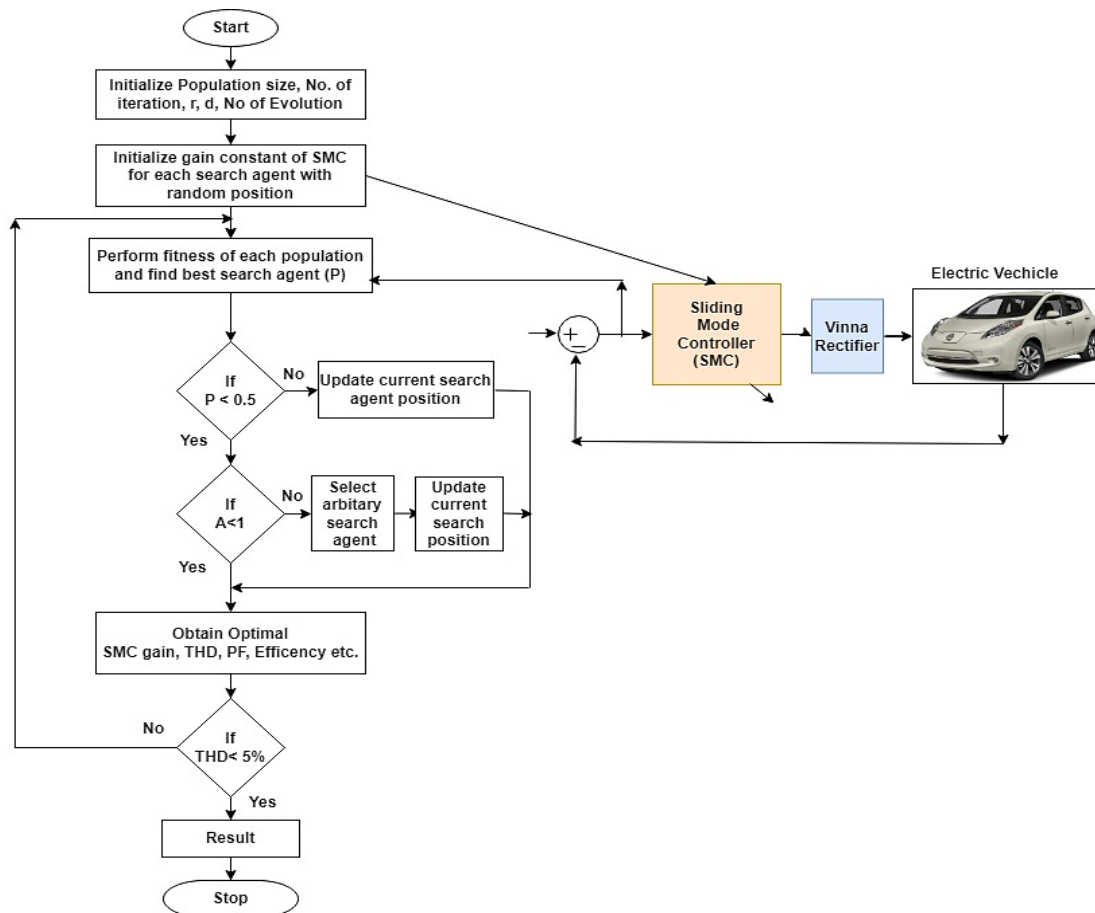 Start
Initialize Population size, No. of
iteration, r, d, No of Evolution
Initialize gain constant of SMC
for each search agent with
random position
Perform fitness of each population
and find best search agent (P)
If
P < 0.5
No
Update current search
agent position
Yes
If
A<1
No
Select
arbitary
search
agent
Update
current
search
position
Yes
Obtain Optimal
SMC gain, THD, PF, Efficency etc.
If
THD< 5%
No
Yes
Result
Stop
+
−
Sliding
Mode
Controller
(SMC)
Vinna
Rectifier
Electric Vechicle